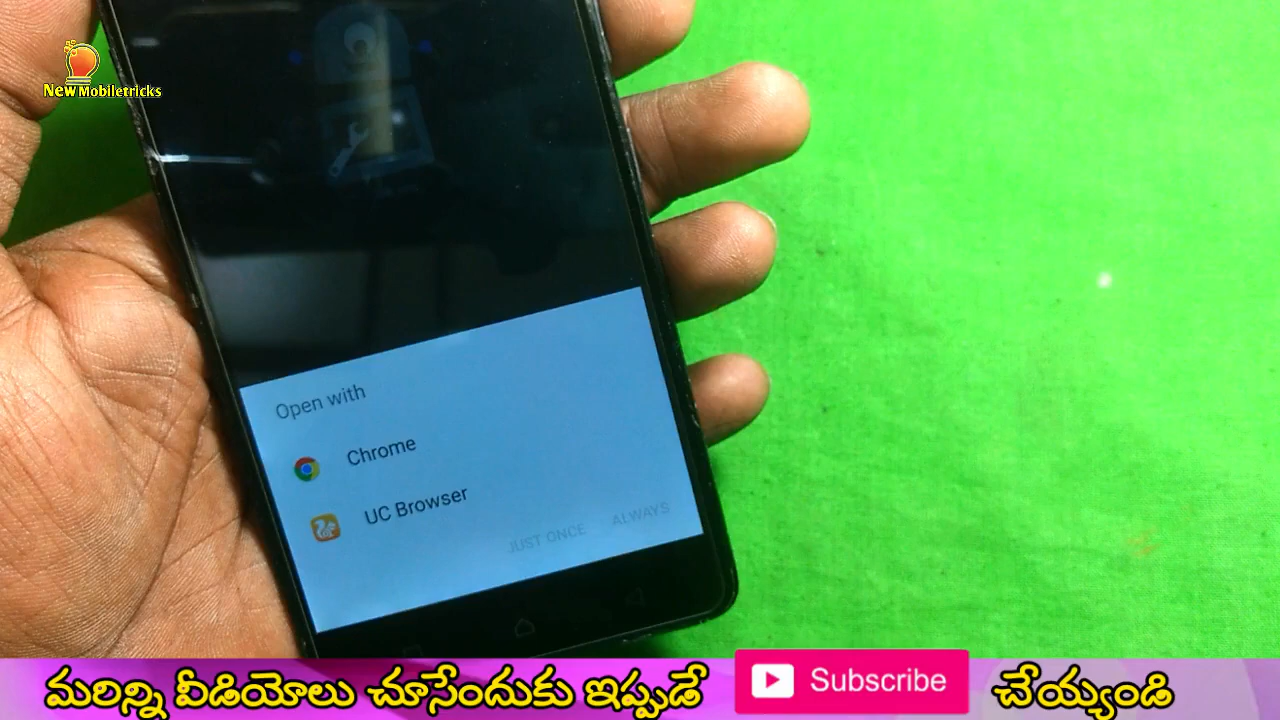 New Mobiletricks
Open with
Chrome
UC Browser
JUST ONCE ALWAYS
మరిన్ని వీడియోలు చూసేందుకు ఇప్పుడే Subscribe చేయ్యండి